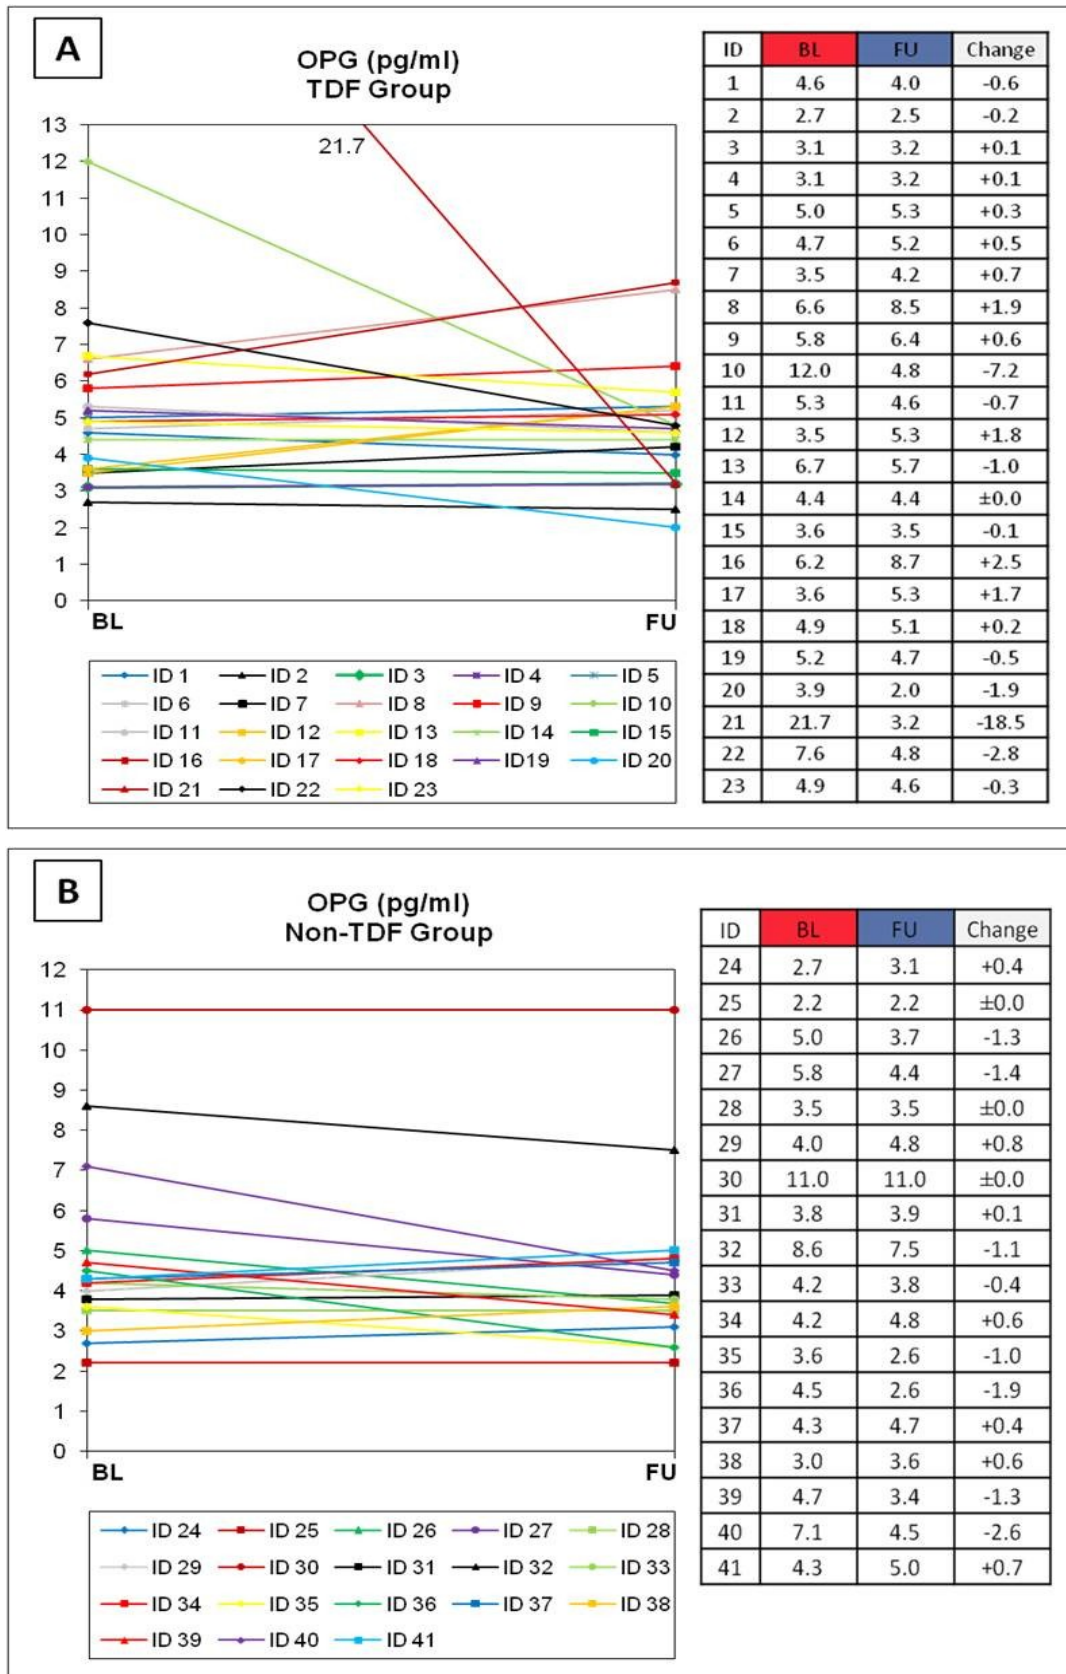 A
OPG (pg/ml)
TDF Group
13
21.7
12
11
10
9
8
7
6
5
4
3
2
1
0
BL FU
ID 1 ID 2 ID 3 ID 4 ID 5
ID 6 ID 7 ID 8 ID 9 ID 10
ID 11 ID 12 ID 13 ID 14 ID 15
ID 16 ID 17 ID 18 ID19 ID 20
ID 21 ID 22 ID 23
ID BL FU Change
1 4.6 4.0 -0.6
2 2.7 2.5 -0.2
3 3.1 3.2 +0.1
4 3.1 3.2 +0.1
5 5.0 5.3 +0.3
6 4.7 5.2 +0.5
7 3.5 4.2 +0.7
8 6.6 8.5 +1.9
9 5.8 6.4 +0.6
10 12.0 4.8 -7.2
11 5.3 4.6 -0.7
12 3.5 5.3 +1.8
13 6.7 5.7 -1.0
14 4.4 4.4 ±0.0
15 3.6 3.5 -0.1
16 6.2 8.7 +2.5
17 3.6 5.3 +1.7
18 4.9 5.1 +0.2
19 5.2 4.7 -0.5
20 3.9 2.0 -1.9
21 21.7 3.2 -18.5
22 7.6 4.8 -2.8
23 4.9 4.6 -0.3
B
OPG (pg/ml)
Non-TDF Group
12
11
10
9
8
7
6
5
4
3
2
1
0
BL FU
ID 24 ID 25 ID 26 ID 27 ID 28
ID 29 ID 30 ID 31 ID 32 ID 33
ID 34 ID 35 ID 36 ID 37 ID 38
ID 39 ID 40 ID 41
ID BL FU Change
24 2.7 3.1 +0.4
25 2.2 2.2 ±0.0
26 5.0 3.7 -1.3
27 5.8 4.4 -1.4
28 3.5 3.5 ±0.0
29 4.0 4.8 +0.8
30 11.0 11.0 ±0.0
31 3.8 3.9 +0.1
32 8.6 7.5 -1.1
33 4.2 3.8 -0.4
34 4.2 4.8 +0.6
35 3.6 2.6 -1.0
36 4.5 2.6 -1.9
37 4.3 4.7 +0.4
38 3.0 3.6 +0.6
39 4.7 3.4 -1.3
40 7.1 4.5 -2.6
41 4.3 5.0 +0.7